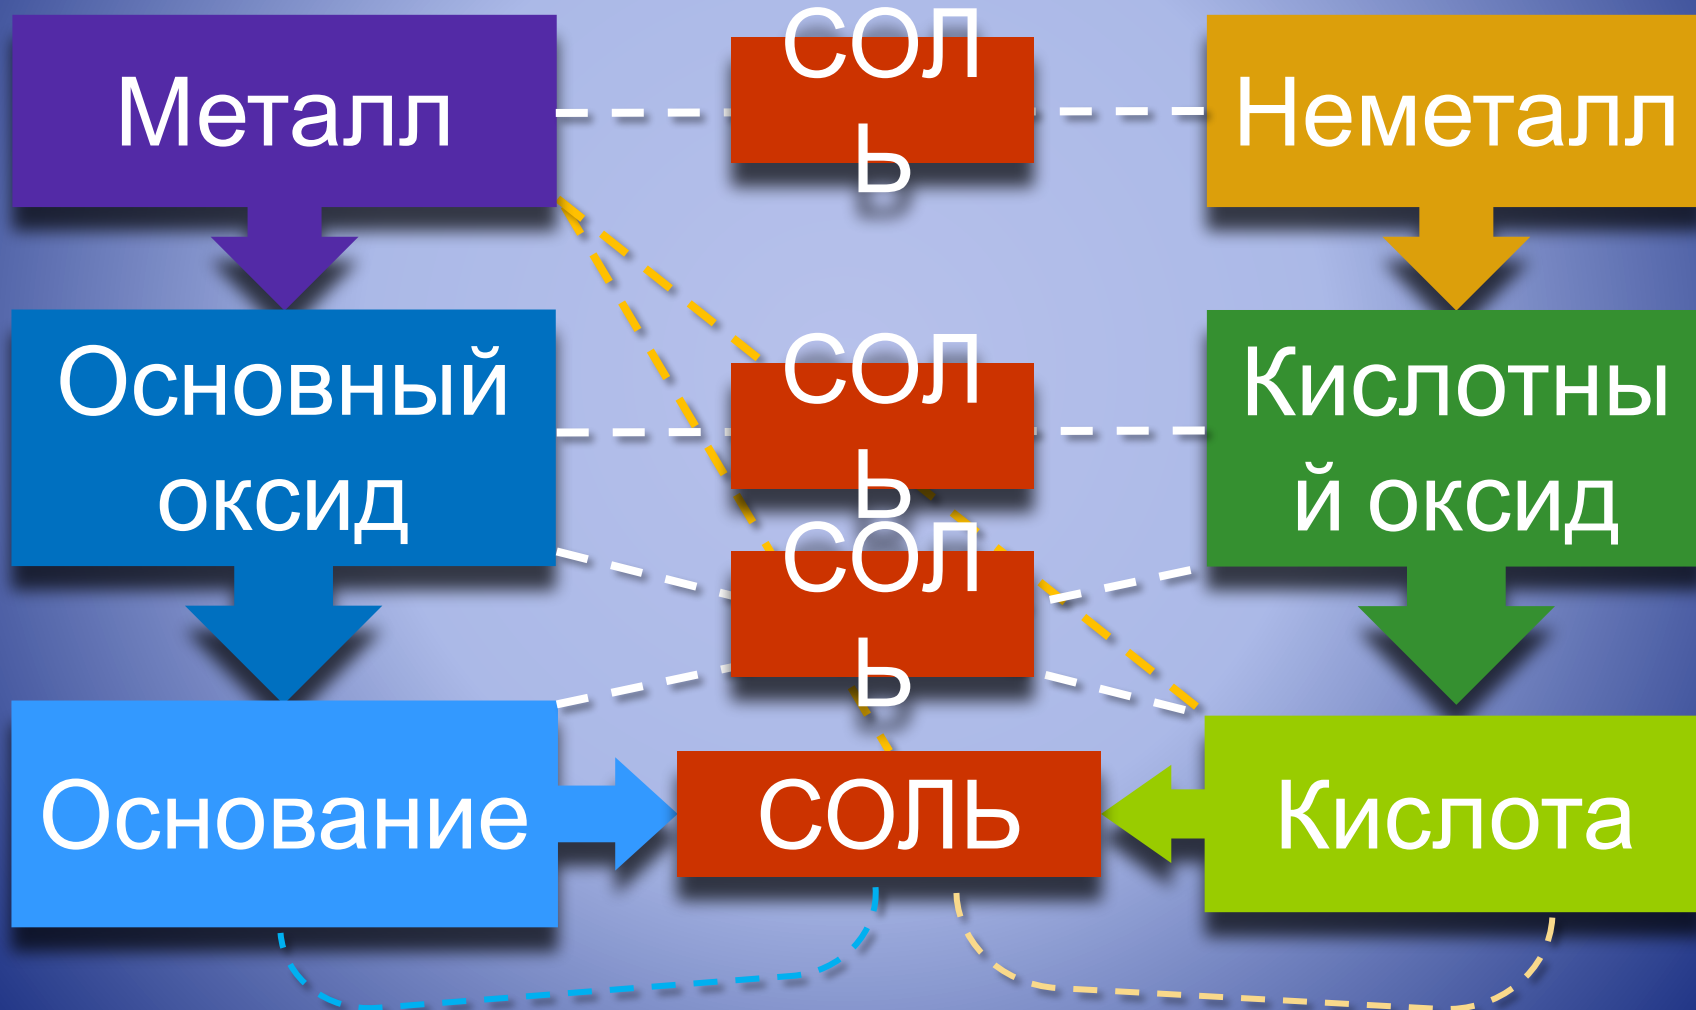 Металл
СОЛ
Ь
Неметалл
Основный
оксид
СОЛ
Ь
Кислотны
й оксид
СОЛ
Ь
Основание
СОЛЬ
Кислота